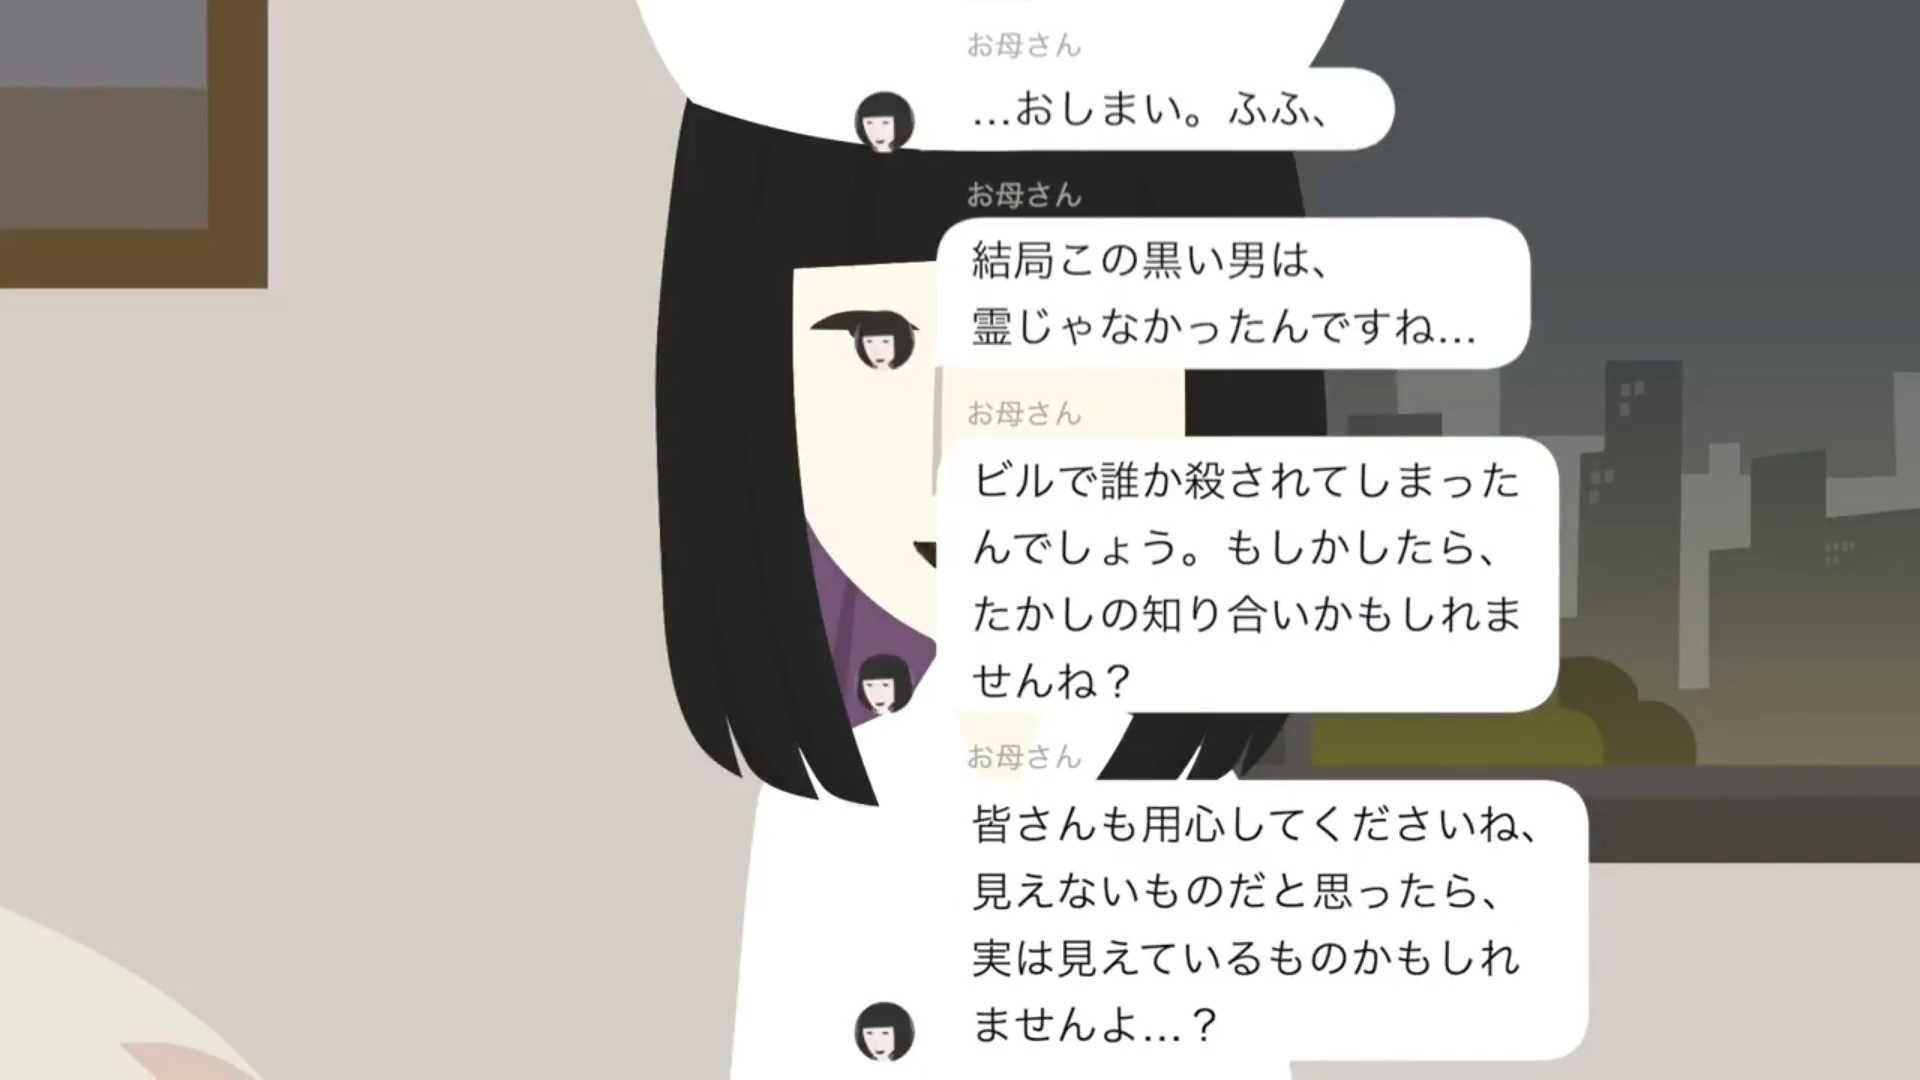 お母さん
…おしまい。ふふ、
お母さん
結局この黒い男は、
霊じゃなかったんですね…
お母さん
ビルで誰か殺されてしまった
んでしょう。もしかしたら、
たかしの知り合いかもしれま
せんね？
お母さん
皆さんも用心してくださいね、
見えないものだと思ったら、
実は見えているものかもしれ
ませんよ…？